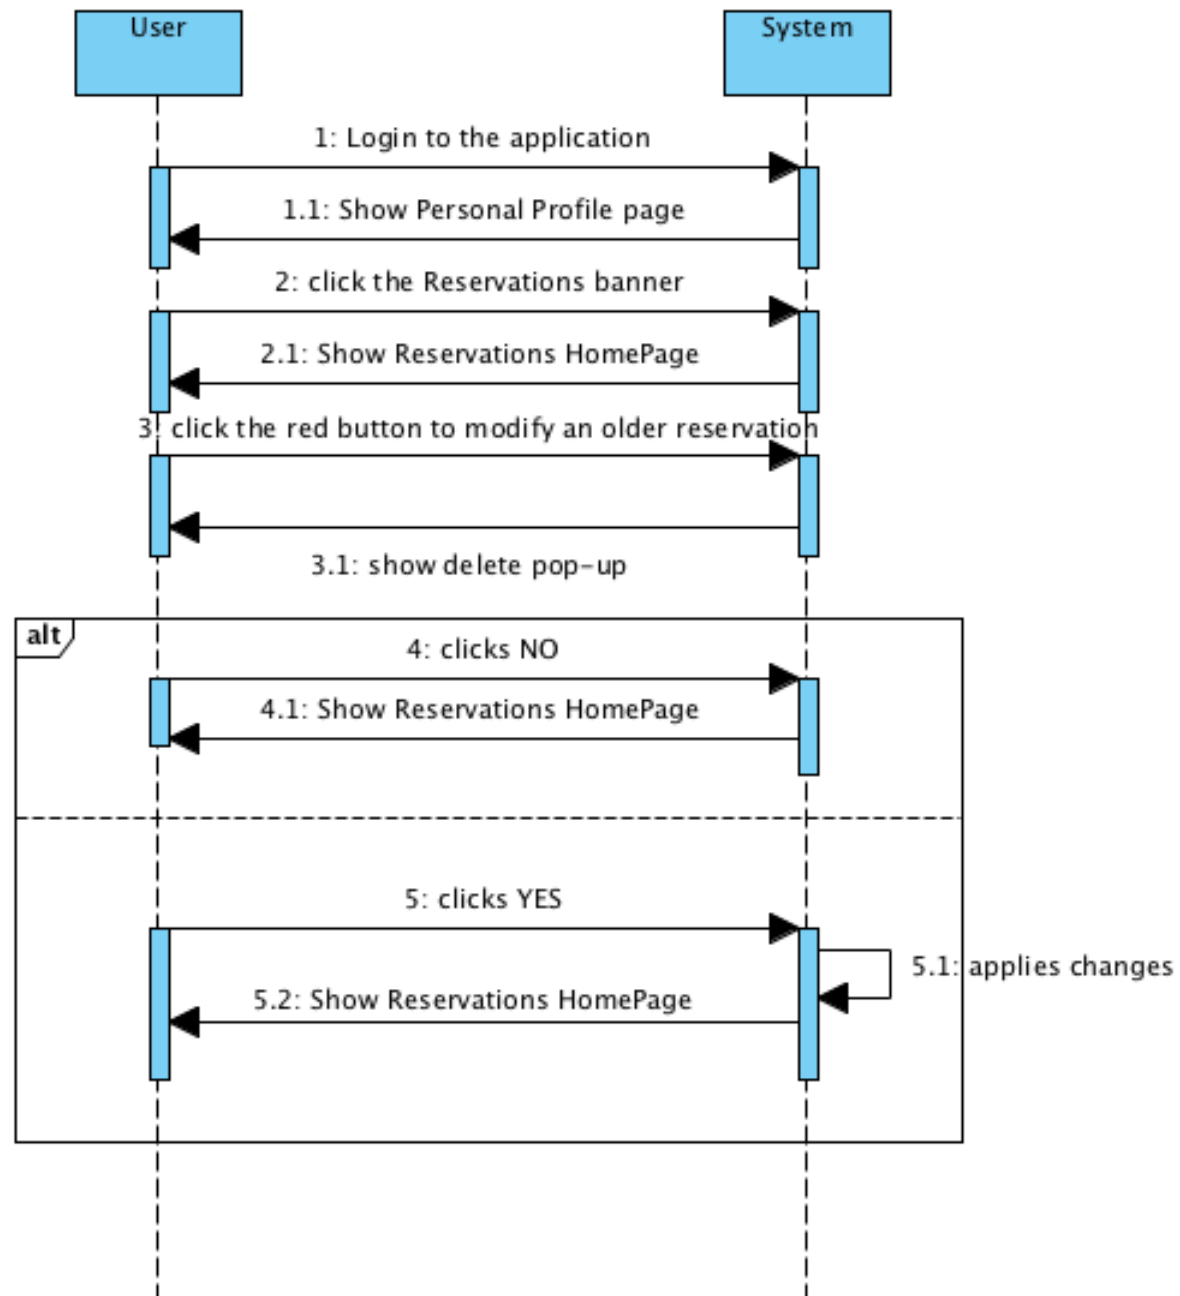 User
System
1: Login to the application
1.1: Show Personal Profile page
2: click the Reservations banner
2.1: Show Reservations HomePage
3: click the red button to modify an older reservation
3.1: show delete pop-up
alt
4: clicks NO
4.1: Show Reservations HomePage
5: clicks YES
5.1: applies changes
5.2: Show Reservations HomePage